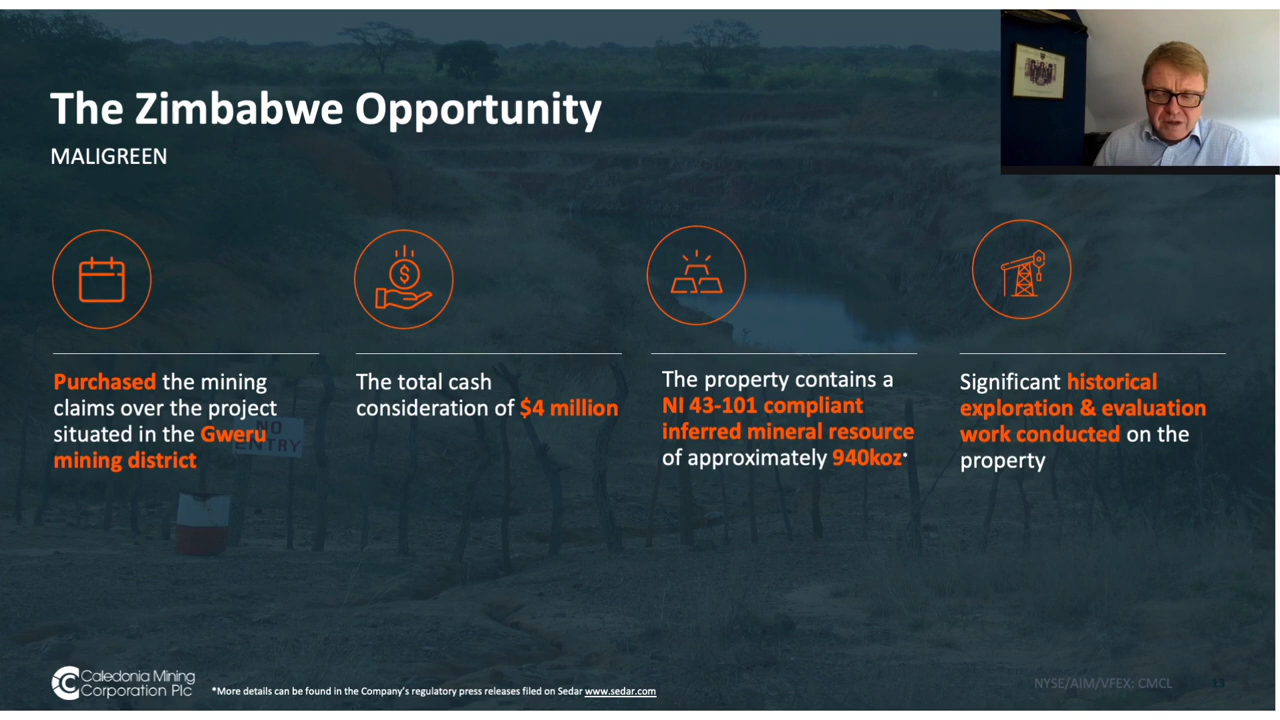 The Zimbabwe Opportunity
MALIGREEN
Purchased the mining
claims over the project
situated in the Gweru
mining district
The total cash
consideration of $4 million
The property contains a
NI 43-101 compliant
inferred mineral resource
of approximately 940koz*
Significant historical
exploration & evaluation
work conducted on the
property
NO
ENTRY
Caledonia Mining
Corporation Plc
*More details can be found in the Company's regulatory press releases filed on Sedar www.sedar.com
NYSE/AIM/VFEX: CMCL
13